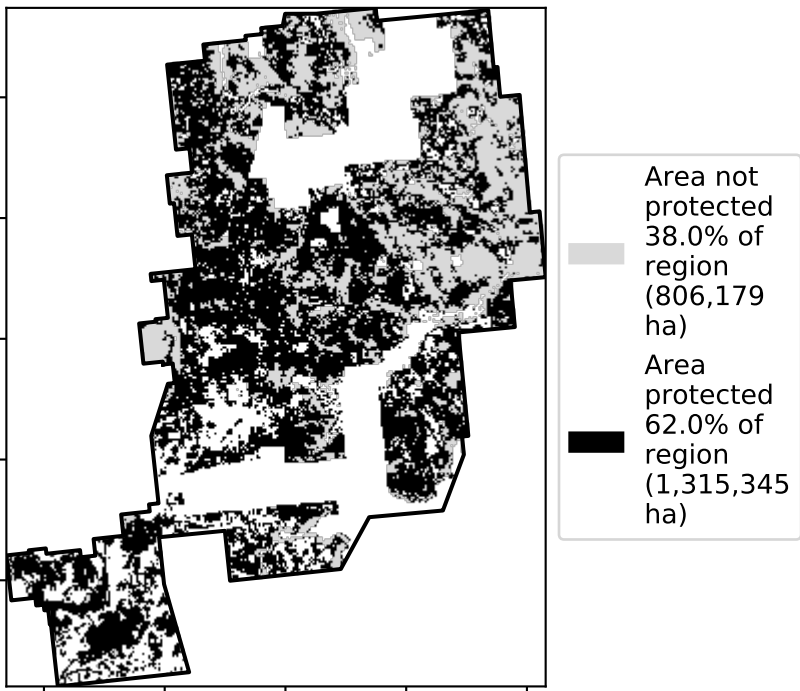 Area not
protected
38.0% of
region
(806,179
ha)
Area
protected
62.0% of
region
(1,315,345
ha)